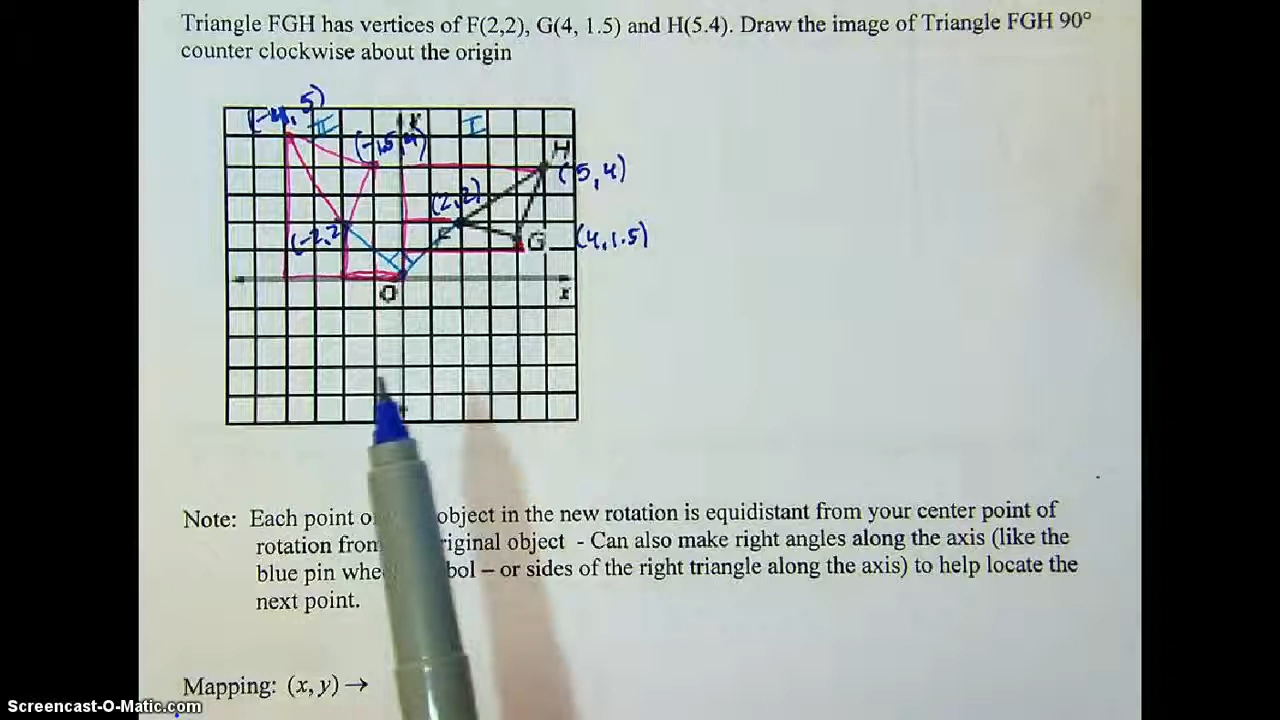 Triangle FGH has vertices of F(2,2), G(4, 1.5) and H(5.4). Draw the image of Triangle FGH 90°
counter clockwise about the origin
(-4, 5)
II
I
(-1.5, 4)
H
(5,4)
(2,2)
F
(-2,2)
G
(4,1.5)
O
x
Note: Each point o object in the new rotation is equidistant from your center point of
rotation from riginal object - Can also make right angles along the axis (like the
blue pin whe bol – or sides of the right triangle along the axis) to help locate the
next point.
Mapping: (x, y) →
Screencast-O-Matic.com